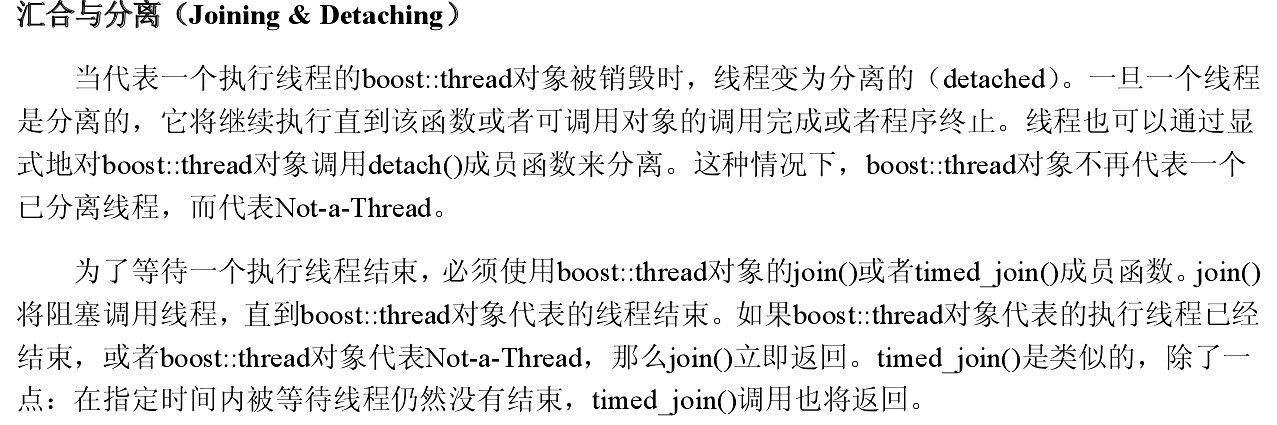 汇合与分离（Joining & Detaching）
当代表一个执行线程的boost::thread对象被销毁时，线程变为分离的（detached）。一旦一个线程
是分离的，它将继续执行直到该函数或者可调用对象的调用完成或者程序终止。线程也可以通过显
式地对boost::thread对象调用detach()成员函数来分离。这种情况下，boost::thread对象不再代表一个
已分离线程，而代表Not-a-Thread。
为了等待一个执行线程结束，必须使用boost::thread对象的join()或者timed_join()成员函数。join()
将阻塞调用线程，直到boost::thread对象代表的线程结束。如果boost::thread对象代表的执行线程已经
结束，或者boost::thread对象代表Not-a-Thread，那么join()立即返回。timed_join()是类似的，除了一
点：在指定时间内被等待线程仍然没有结束，timed_join()调用也将返回。